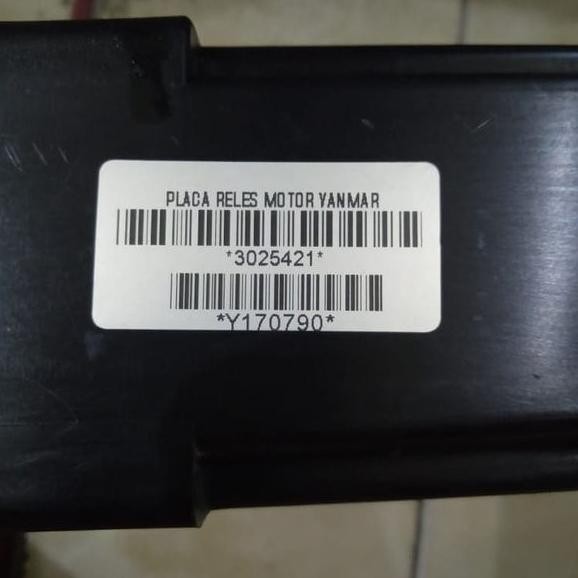 PLACA RELES MOTOR YANMAR
*3025421*
*Y170790*